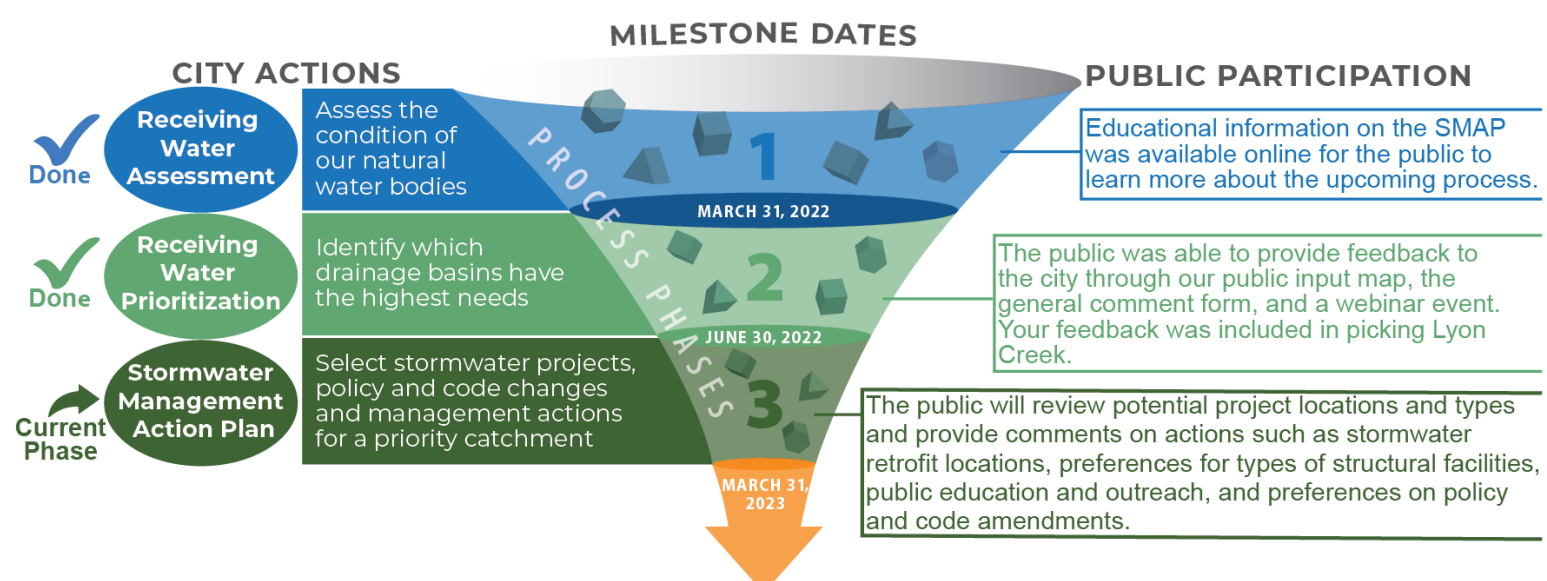 MILESTONE DATES
CITY ACTIONS
PUBLIC PARTICIPATION
PROCESS PHASES
Done
Receiving
Water
Assessment
Assess the
condition of
our natural
water bodies
1
MARCH 31, 2022
Educational information on the SMAP
was available online for the public to
learn more about the upcoming process.
Done
Receiving
Water
Prioritization
Identify which
drainage basins have
the highest needs
2
JUNE 30, 2022
The public was able to provide feedback to
the city through our public input map, the
general comment form, and a webinar event.
Your feedback was included in picking Lyon
Creek.
Current
Phase
Stormwater
Management
Action Plan
Select stormwater projects,
policy and code changes
and management actions
for a priority catchment
3
MARCH 31,
2023
The public will review potential project locations and types
and provide comments on actions such as stormwater
retrofit locations, preferences for types of structural facilities,
public education and outreach, and preferences on policy
and code amendments.